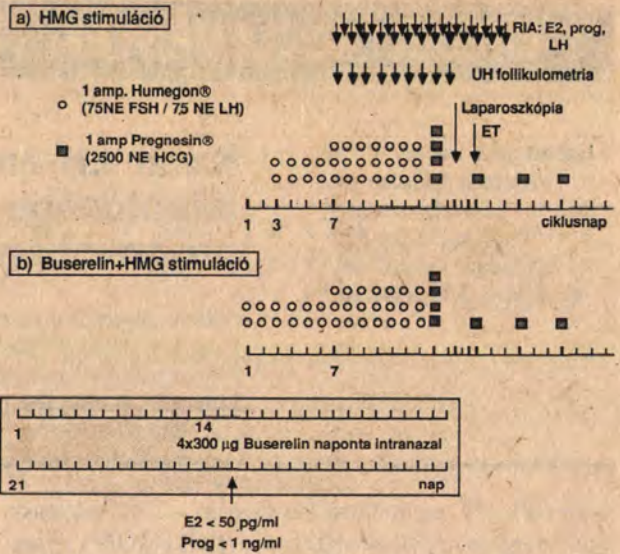 a) HMG stimuláció
RIA: E2, prog,
LH
UH follikulometria
1 amp. Humegon®
(75NE FSH / 7,5 NE LH)
Laparoszkópia
ET
1 amp Pregnesin®
(2500 NE HCG)
1 3 7 ciklusnap
b) Buserelin+HMG stimuláció
1 7
1 14
4x300 µg Buserelin naponta intranazal
21 nap
E2 < 50 pg/ml
Prog < 1 ng/ml